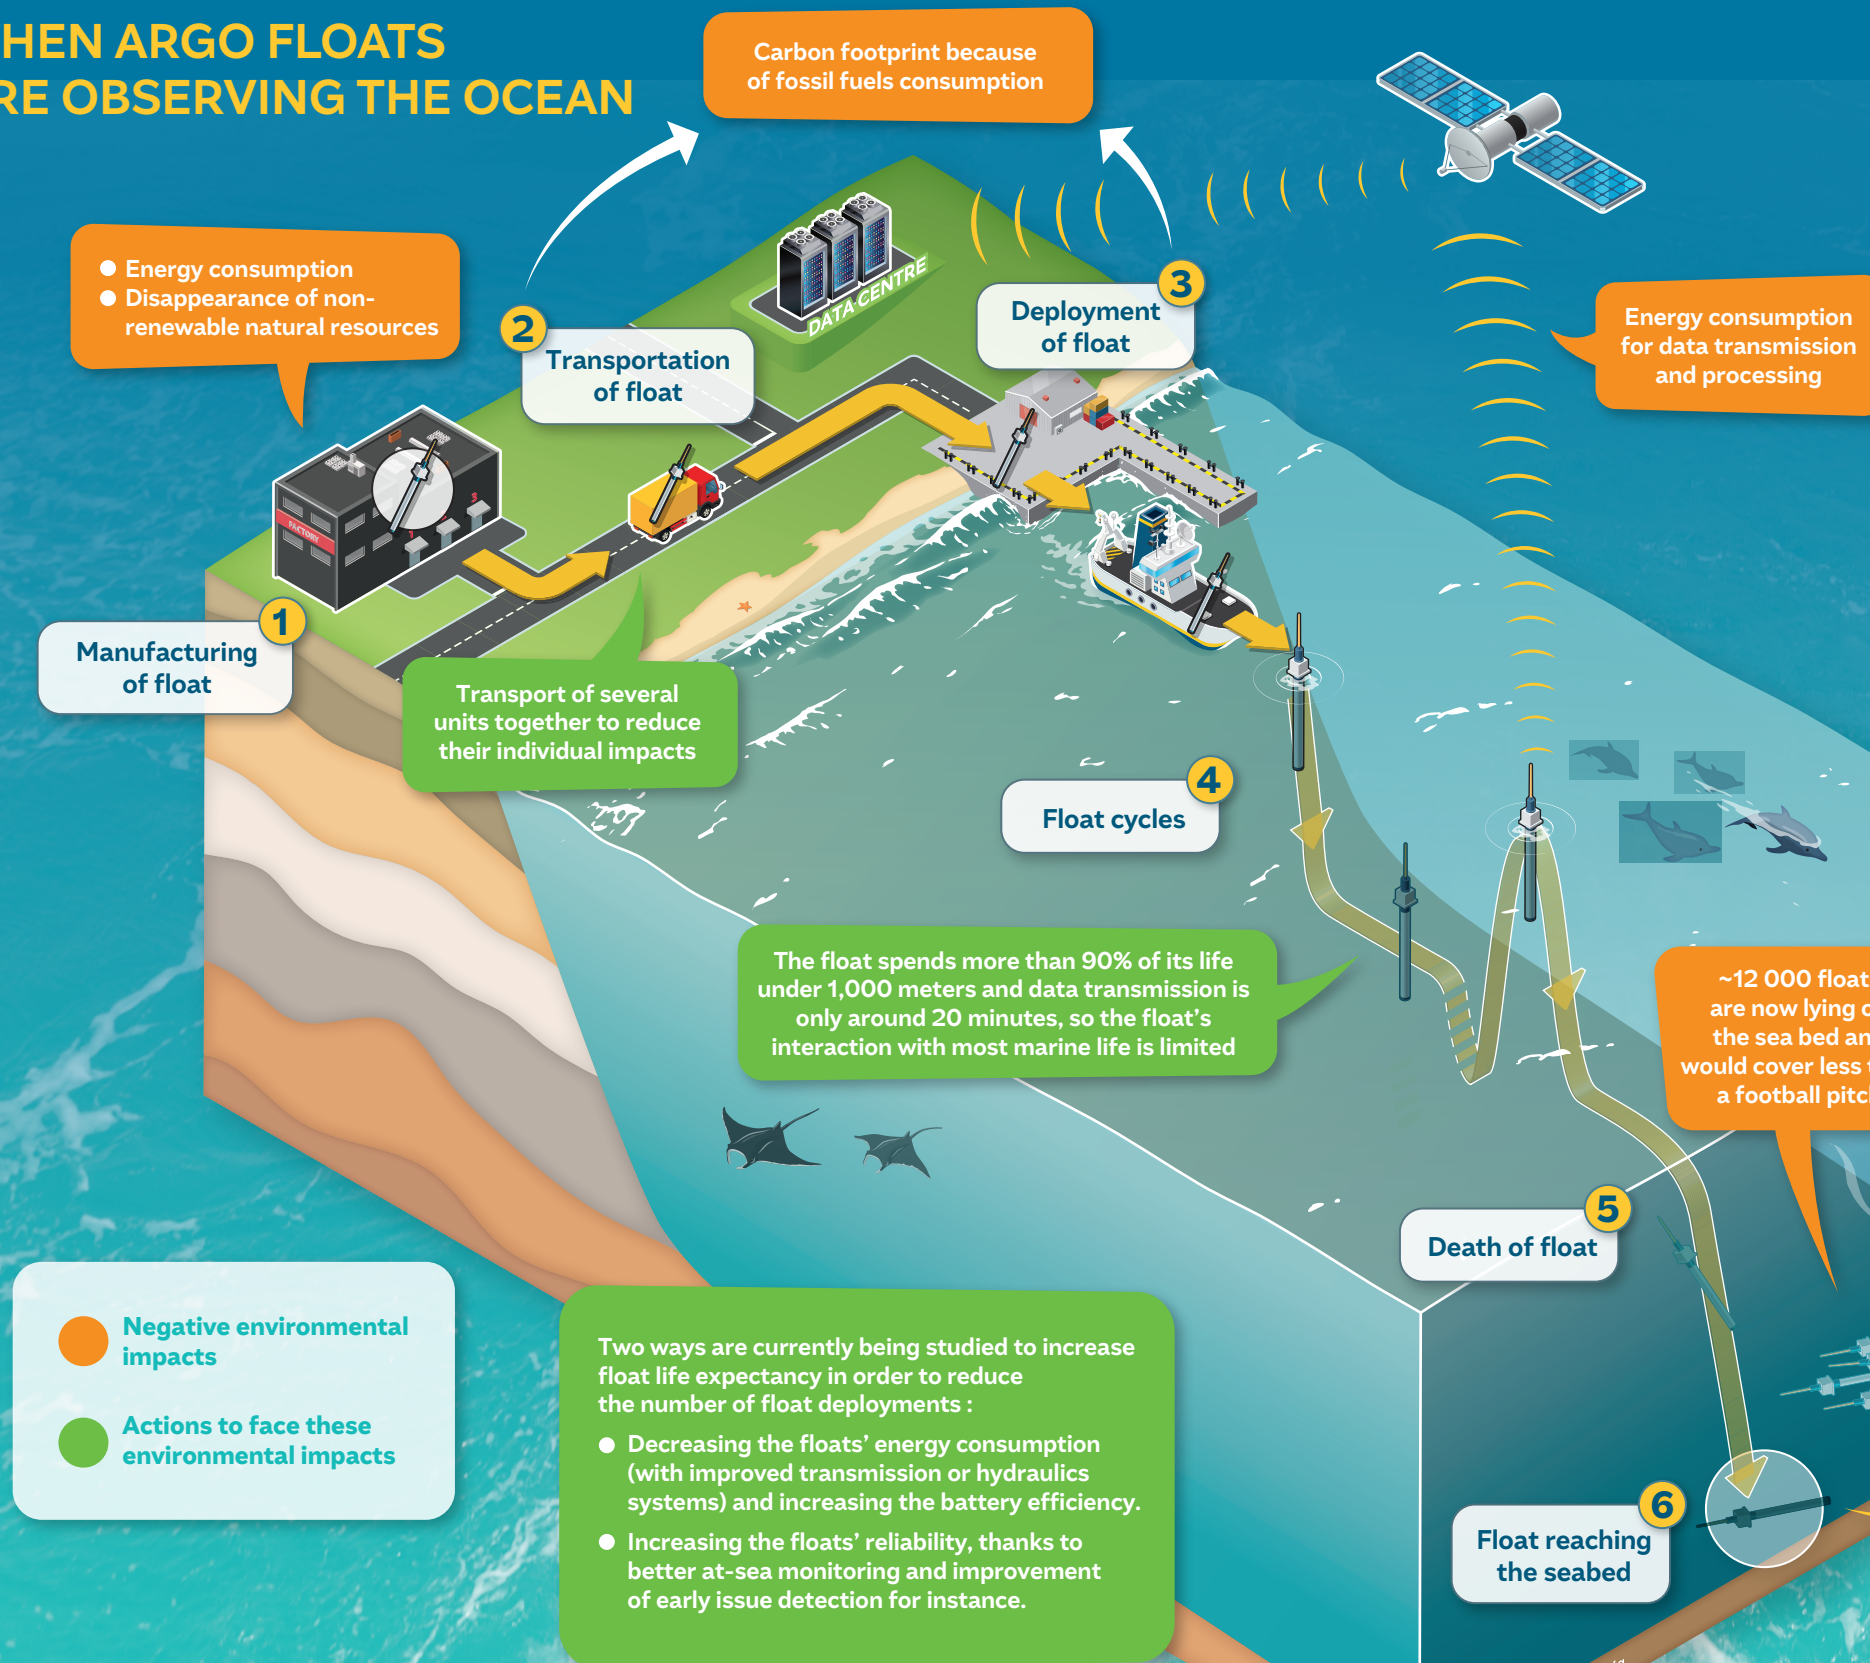 HEN ARGO FLOATS
RE OBSERVING THE OCEAN
Carbon footprint because
of fossil fuels consumption
Energy consumption
Disappearance of non-
renewable natural resources
2
Transportation
of float
DATA CENTRE
3
Deployment
of float
Energy consumption
for data transmission
and processing
FACTORY
1
Manufacturing
of float
Transport of several
units together to reduce
their individual impacts
4
Float cycles
The float spends more than 90% of its life
under 1,000 meters and data transmission is
only around 20 minutes, so the float's
interaction with most marine life is limited
~12 000 float
are now lying
the sea bed
would cover less
a football
5
Death of float
Negative environmental
impacts
Actions to face these
environmental impacts
Two ways are currently being studied to increase
float life expectancy in order to reduce
the number of float deployments :
Decreasing the floats' energy consumption
(with improved transmission or hydraulics
systems) and increasing the battery efficiency.
Increasing the floats' reliability, thanks to
better at-sea monitoring and improvement
of early issue detection for instance.
6
Float reaching
the seabed